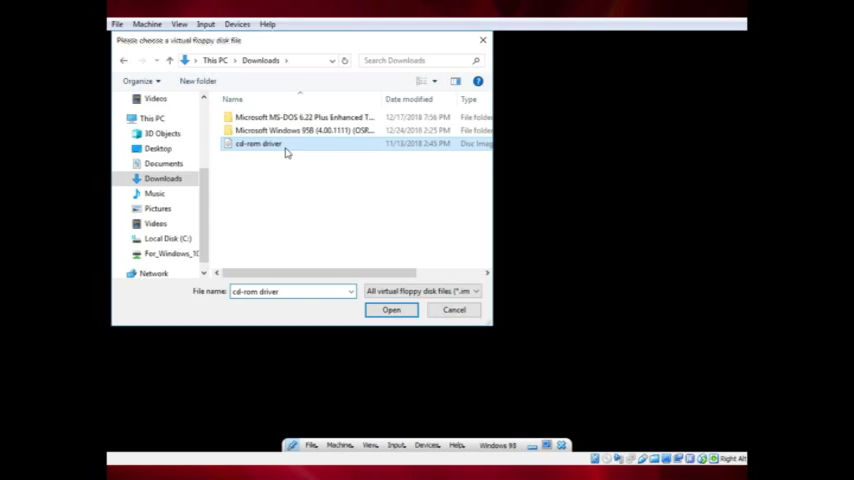 File Machine View Input Devices Help
Please choose a virtual floppy disk file
This PC > Downloads >
Search Downloads
Organize New folder
Name Date modified Type
Microsoft MS-DOS 6.22 Plus Enhanced T... 12/17/2018 7:56 PM File folder
Microsoft Windows 95B (4.00.1111) (OSR... 12/24/2018 2:25 PM File folder
cd-rom driver 11/13/2018 2:45 PM Disc Imag
Videos
This PC
3D Objects
Desktop
Documents
Downloads
Music
Pictures
Videos
Local Disk (C:)
For_Windows_10
Network
File name: cd-rom driver All virtual floppy disk files (*.im
Open Cancel
File Machine View Input Devices Help Windows 98
Right Alt